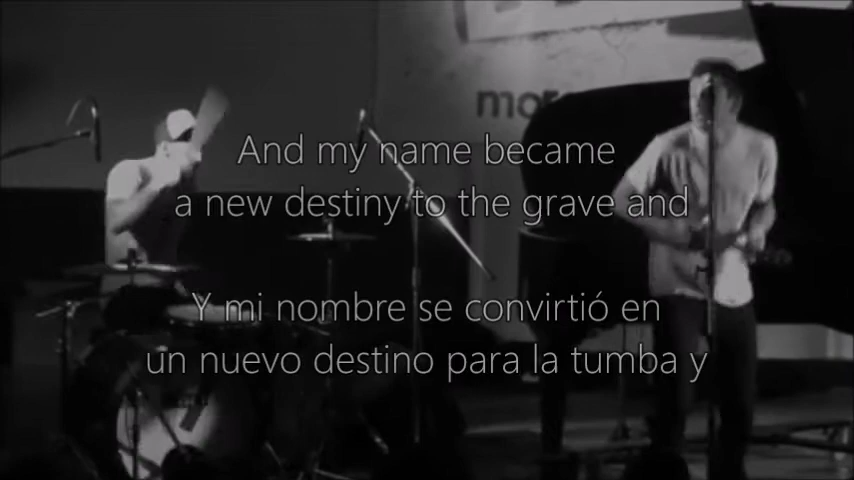 mor
And my name became
a new destiny to the grave and
Y mi nombre se convirtió en
un nuevo destino para la tumba y